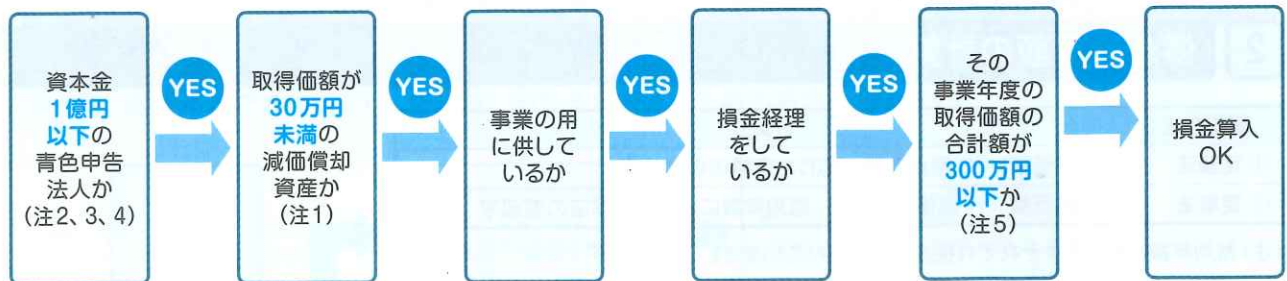 資本金
1億円
以下の
青色申告
法人か
(注2、3、4)
YES
取得価額が
30万円
未満の
減価償却
資産か
(注1)
YES
事業の用
に供して
いるか
YES
損金経理
をして
いるか
YES
その
事業年度の
取得価額の
合計額が
300万円
以下か
(注5)
YES
損金算入
OK